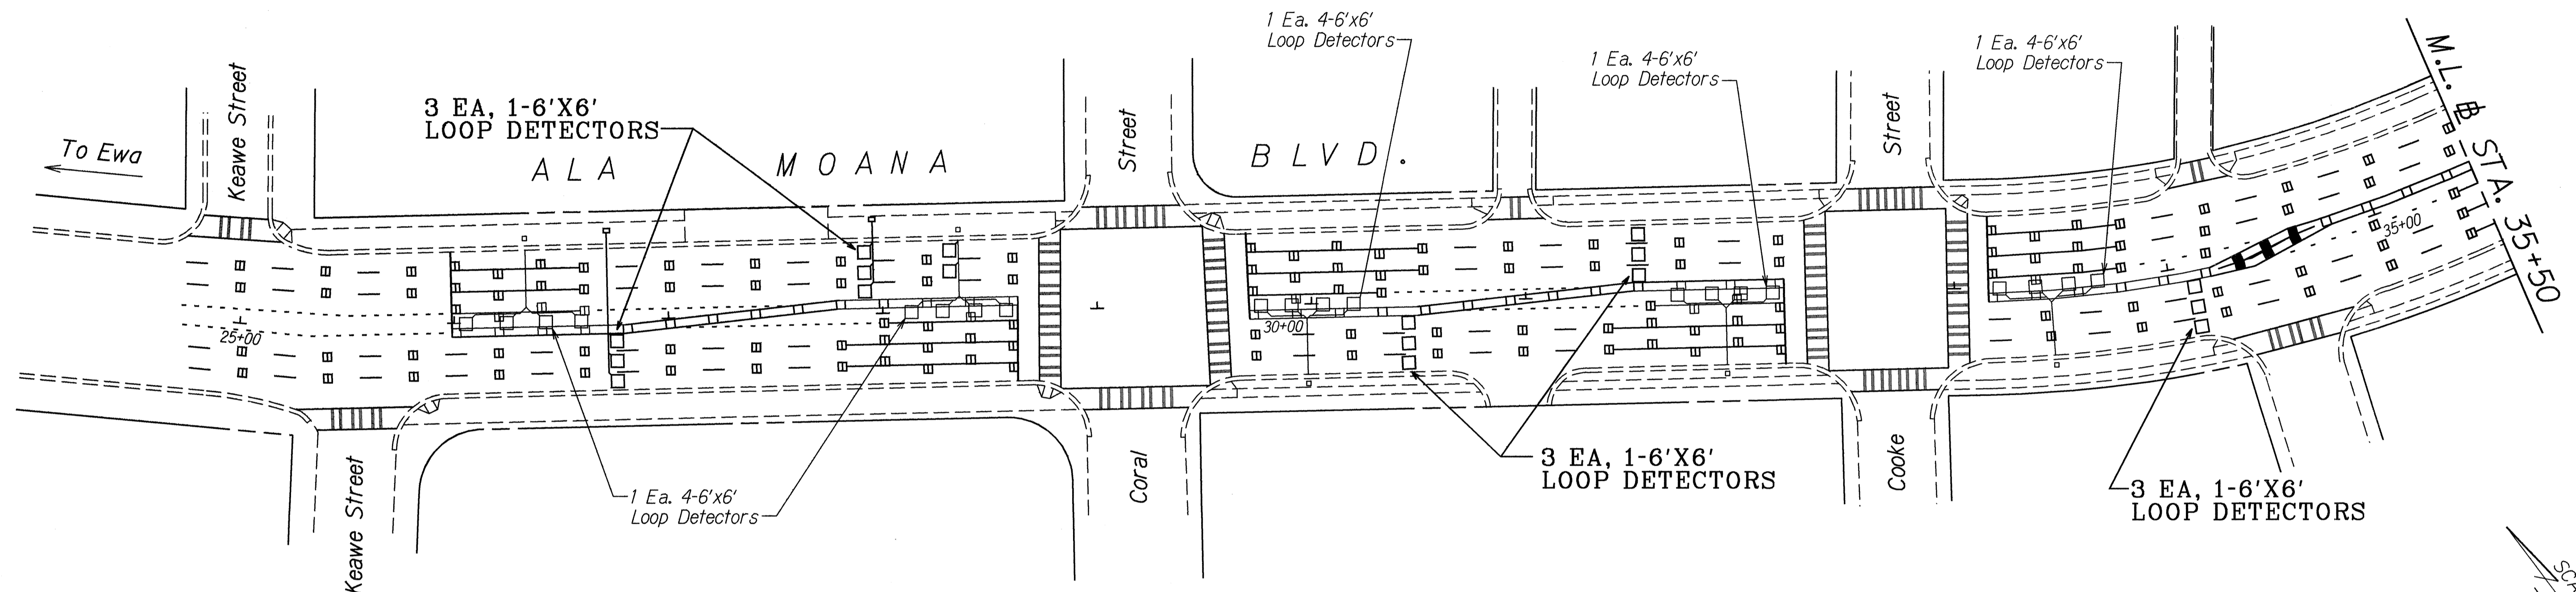 1 Ea. 4-6'x6'
Loop Detectors
1 Ea. 4-6'x6'
Loop Detectors
1 Ea. 4-6'x6'
Loop Detectors
M.L. B STA. 35+50
To Ewa
Keawe Street
3 EA, 1-6'X6'
LOOP DETECTORS
ALA MOANA BLVD.
Street
Street
25+00
30+00
35+00
1 Ea. 4-6'x6'
Loop Detectors
Keawe Street
Coral
3 EA, 1-6'X6'
LOOP DETECTORS
Cooke
3 EA, 1-6'X6'
LOOP DETECTORS